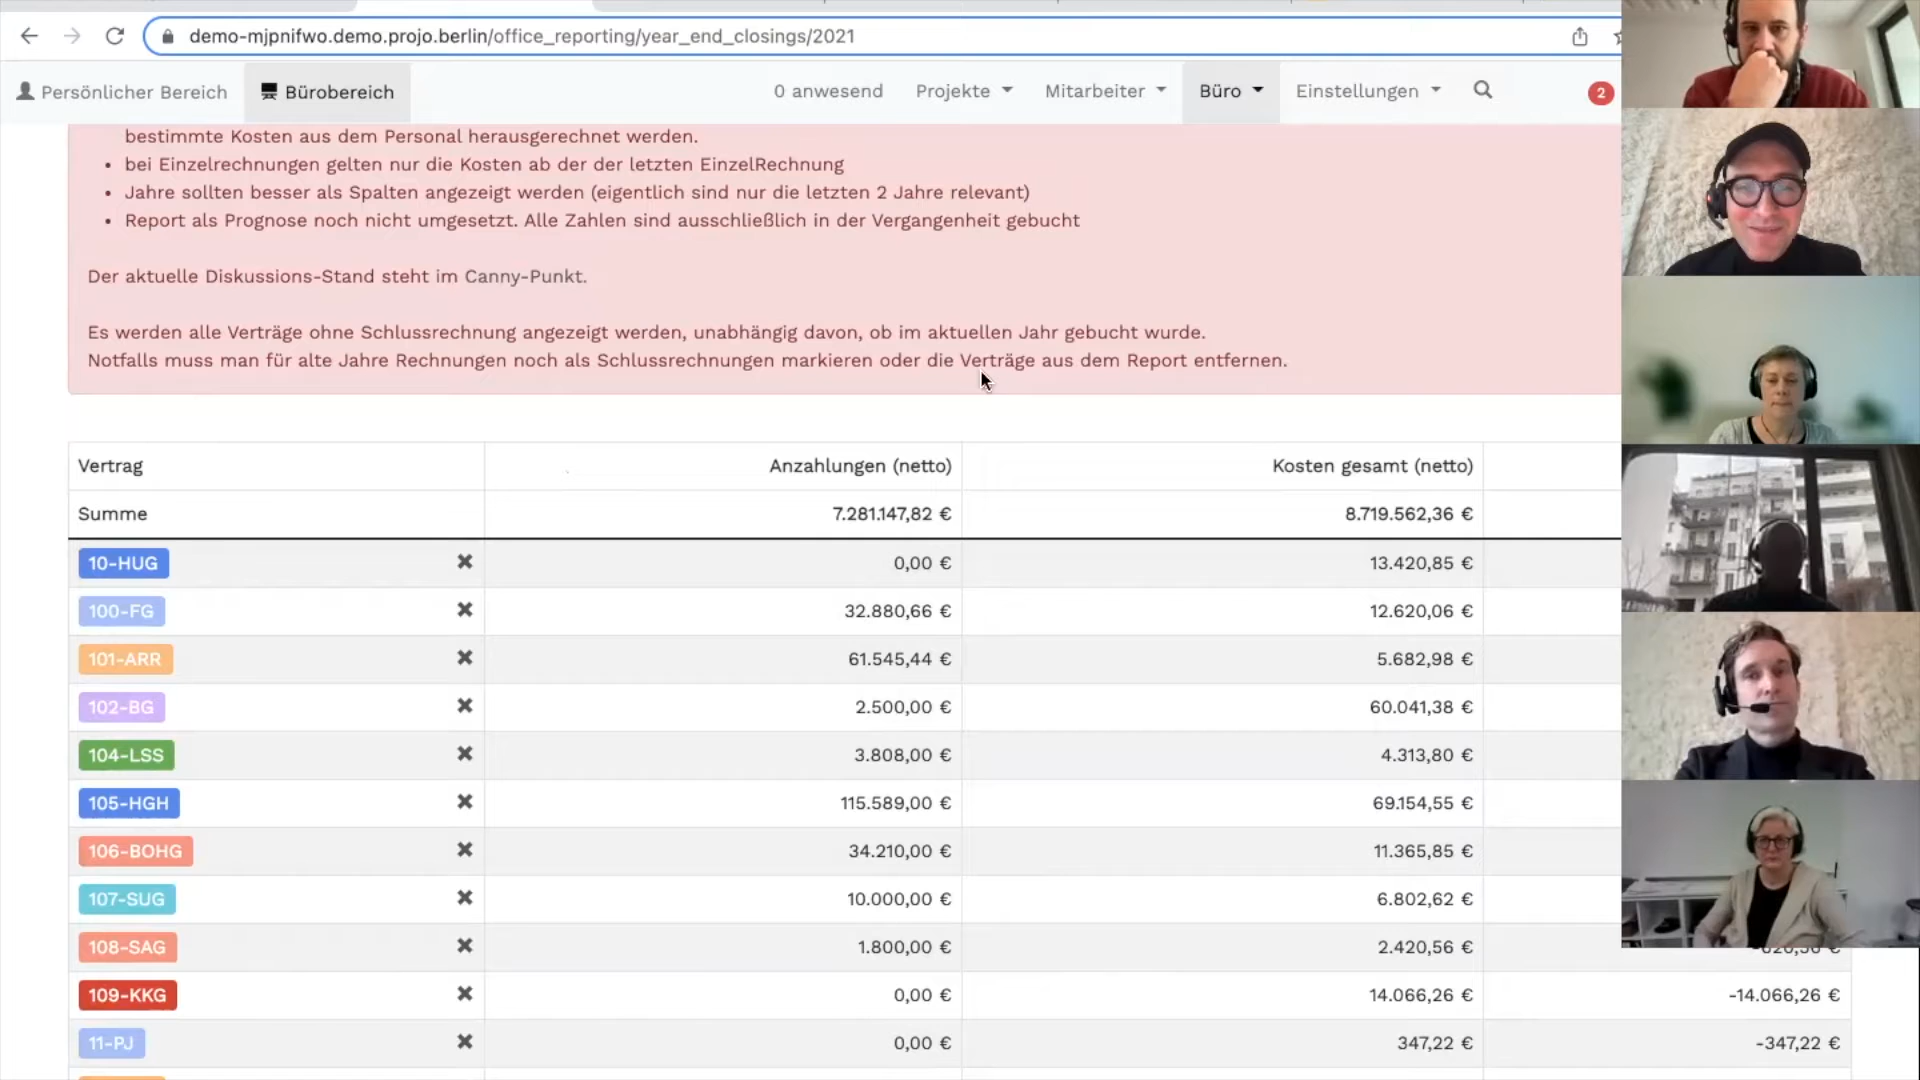 demo-mjpnifwo.demo.projo.berlin/office_reporting/year_end_closings/2021
Persönlicher Bereich Bürobereich 0 anwesend Projekte Mitarbeiter Büro Einstellungen 2
bestimmte Kosten aus dem Personal herausgerechnet werden.
• bei Einzelrechnungen gelten nur die Kosten ab der der letzten EinzelRechnung
• Jahre sollten besser als Spalten angezeigt werden (eigentlich sind nur die letzten 2 Jahre relevant)
• Report als Prognose noch nicht umgesetzt. Alle Zahlen sind ausschließlich in der Vergangenheit gebucht
Der aktuelle Diskussions-Stand steht im Canny-Punkt.
Es werden alle Verträge ohne Schlussrechnung angezeigt werden, unabhängig davon, ob im aktuellen Jahr gebucht wurde.
Notfalls muss man für alte Jahre Rechnungen noch als Schlussrechnungen markieren oder die Verträge aus dem Report entfernen.
Vertrag Anzahlungen (netto) Kosten gesamt (netto)
Summe 7.281.147,82 € 8.719.562,36 €
10-HUG 0,00 € 13.420,85 €
100-FG 32.880,66 € 12.620,06 €
101-ARR 61.545,44 € 5.682,98 €
102-BG 2.500,00 € 60.041,38 €
104-LSS 3.808,00 € 4.313,80 €
105-HGH 115.589,00 € 69.154,55 €
106-BOHG 34.210,00 € 11.365,85 €
107-SUG 10.000,00 € 6.802,62 €
108-SAG 1.800,00 € 2.420,56 €
109-KKG 0,00 € 14.066,26 € -14.066,26 €
11-PJ 0,00 € 347,22 € -347,22 €